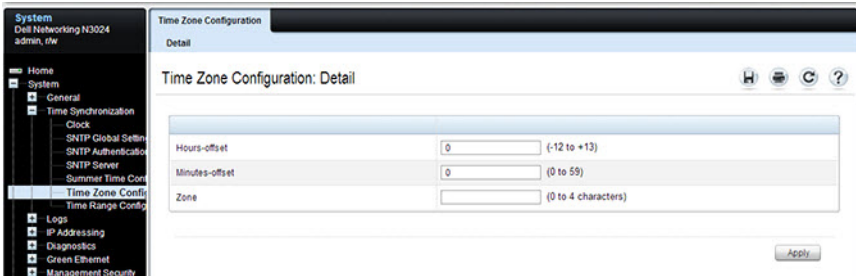 System
Dell Networking N3024
admin, r/w
Home
System
General
Time Synchronization
Clock
SNTP Global Settin
SNTP Authenticatio
SNTP Server
Summer Time Conf
Time Zone Config
Time Range Config
Logs
IP Addressing
Diagnostics
Green Ethernet
Management Security
Time Zone Configuration
Detail
Time Zone Configuration: Detail
Hours-offset 0 (-12 to +13)
Minutes-offset 0 (0 to 59)
Zone (0 to 4 characters)
Apply